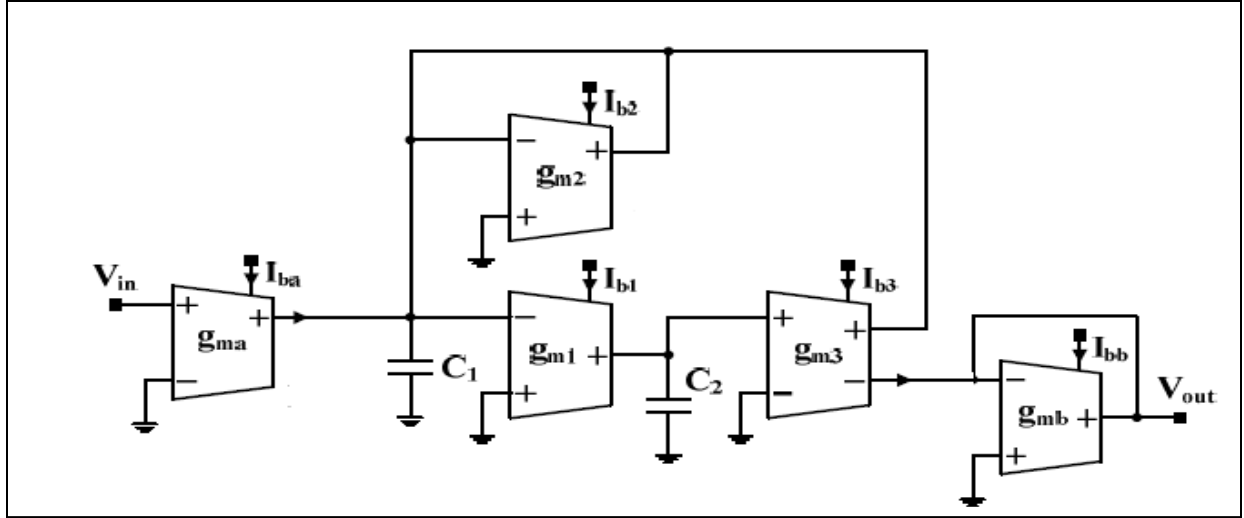 I_b2
−
+
g_m2
+
V_in
I_ba
+
+
g_ma
−
I_b1
−
g_m1
+
+
C_1
C_2
I_b3
+
+
g_m3
−
−
I_bb
−
g_mb
+
+
V_out